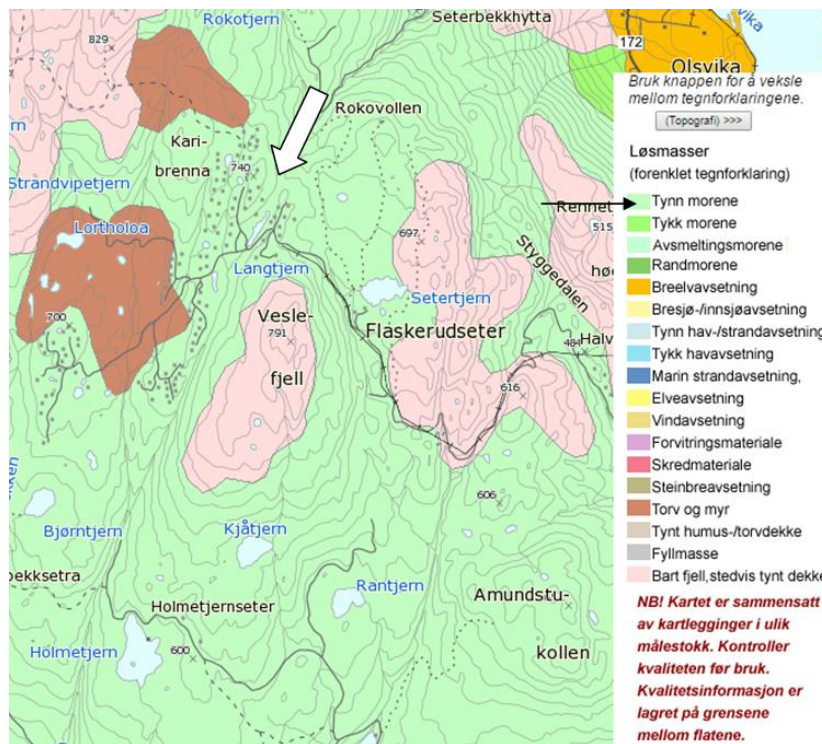 Rokotjern
Seterbekkhytta
829
172
Olsvika
Rokovollen
Kari-
brenna
740
Strandvipetjern
Lortholoa
697
515
Styggedalen
Langtjern
Setertjern
Vesle-
791
fjell
Flaskerudseter
700
484
Halv
616
606
Bjørntjern
Kjåtjern
Rantjern
Amundstu-
kollen
Holmetjernseter
Holmetjern
600
bekksetra
Bruk knappen for å veksle
mellom tegnforklaringene.
(Topografi) >>>
Løsmasser
(forenklet tegnforklaring)
Tynn morene
Tykk morene
Avsmeltingsmorene
Randmorene
Breelvavsetning
Bresjø-/innsjøavsetning
Tynn hav-/strandavsetning
Tykk havavsetning
Marin strandavsetning,
Elveavsetning
Vindavsetning
Forvitringsmateriale
Skredmateriale
Steinbreavsetning
Torv og myr
Tynt humus-/torvdekke
Fyllmasse
Bart fjell,stedvis tynt dekke
NB! Kartet er sammensatt
av kartlegginger i ulik
målestokk. Kontroller
kvaliteten før bruk.
Kvalitetsinformasjon er
lagret på grensene
mellom flatene.